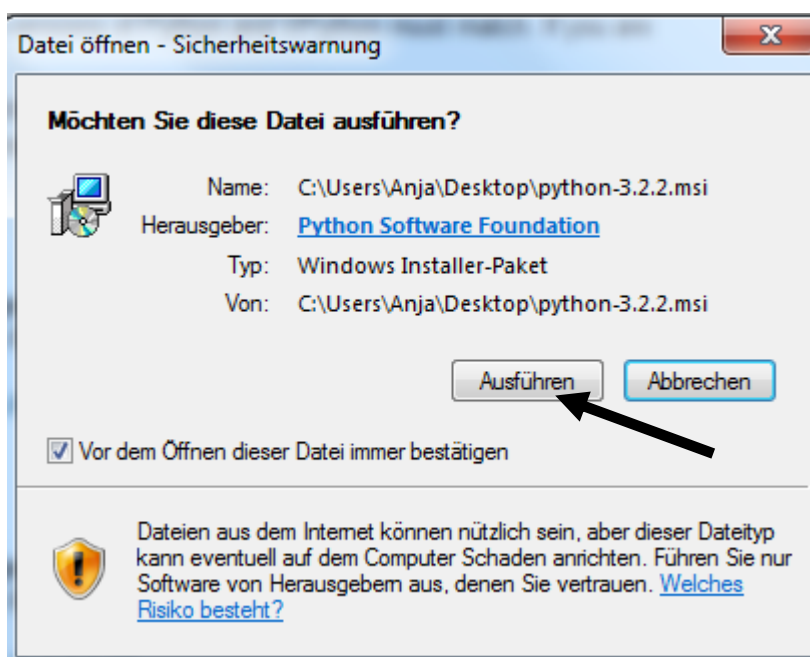 Datei öffnen - Sicherheitswarnung
Möchten Sie diese Datei ausführen?
Name: C:\Users\Anja\Desktop\python-3.2.2.msi
Herausgeber: Python Software Foundation
Typ: Windows Installer-Paket
Von: C:\Users\Anja\Desktop\python-3.2.2.msi
Ausführen Abbrechen
Vor dem Öffnen dieser Datei immer bestätigen
Dateien aus dem Internet können nützlich sein, aber dieser Dateityp
kann eventuell auf dem Computer Schaden anrichten. Führen Sie nur
Software von Herausgebern aus, denen Sie vertrauen. Welches
Risiko besteht?